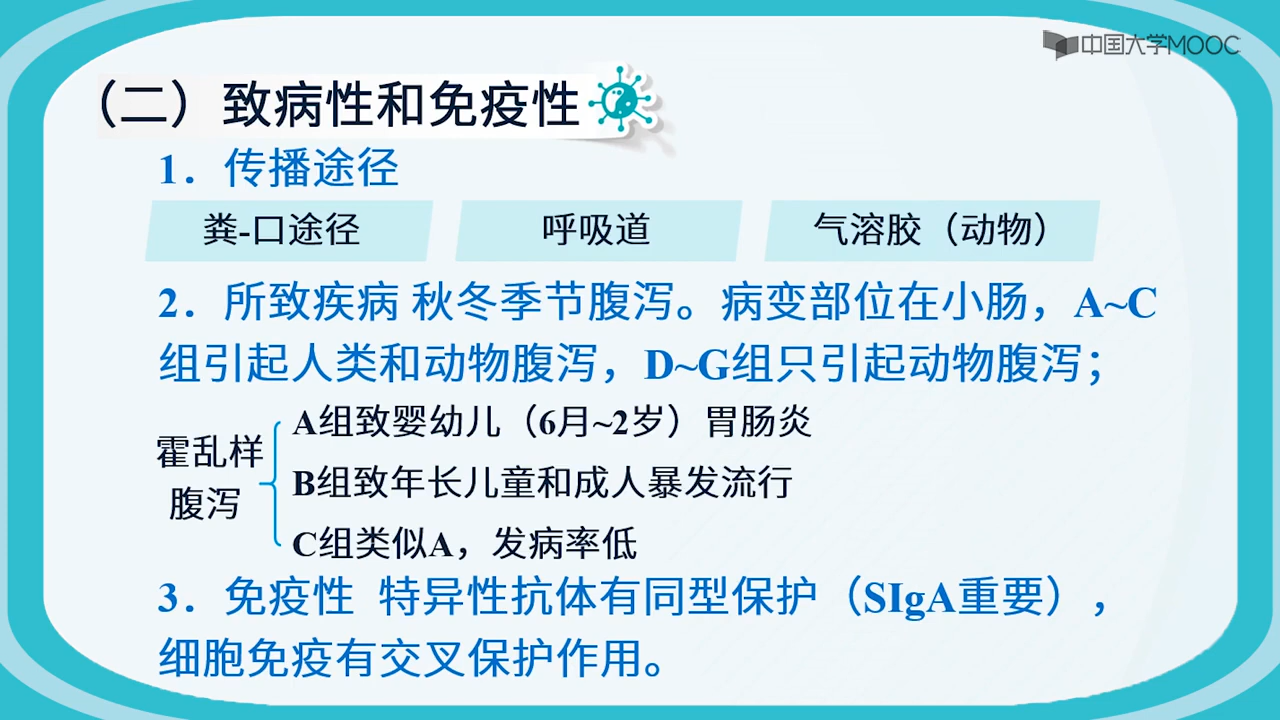 中国大学MOOC
（二）致病性和免疫性
1．传播途径
粪-口途径
呼吸道
气溶胶（动物）
2．所致疾病 秋冬季节腹泻。病变部位在小肠，A~C
组引起人类和动物腹泻，D~G组只引起动物腹泻；
霍乱样
腹泻
A组致婴幼儿（6月~2岁）胃肠炎
B组致年长儿童和成人暴发流行
C组类似A，发病率低
3．免疫性 特异性抗体有同型保护（SIgA重要），
细胞免疫有交叉保护作用。